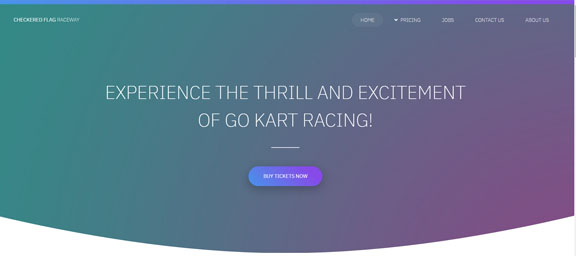 CHECKERED FLAG RACEWAY
HOME
PRICING
JOBS
CONTACT US
ABOUT US
EXPERIENCE THE THRILL AND EXCITEMENT
OF GO KART RACING!
BUY TICKETS NOW